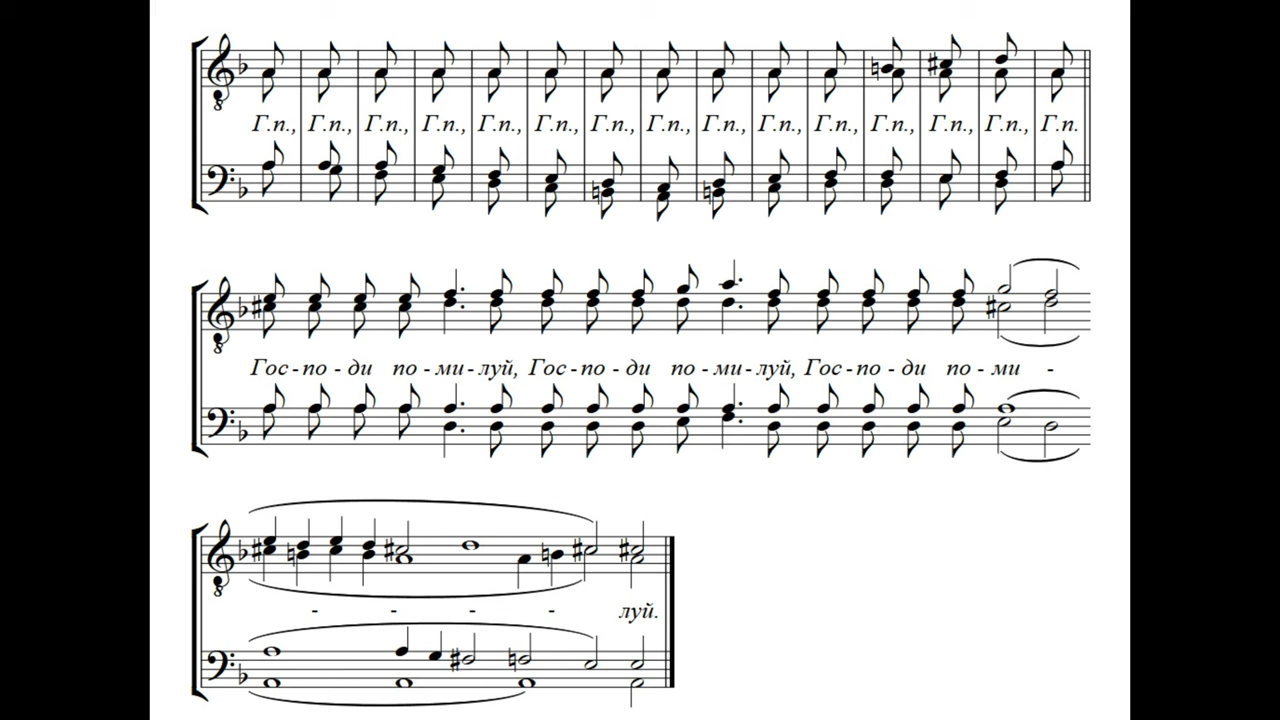 Г.п., Г.п., Г.п., Г.п., Г.п., Г.п., Г.п., Г.п., Г.п., Г.п., Г.п., Г.п., Г.п., Г.п., Г.п.
Гос-по-ди по-ми-луй, Гос-по-ди по-ми-луй, Гос-по-ди по-ми -
- - - - луй.